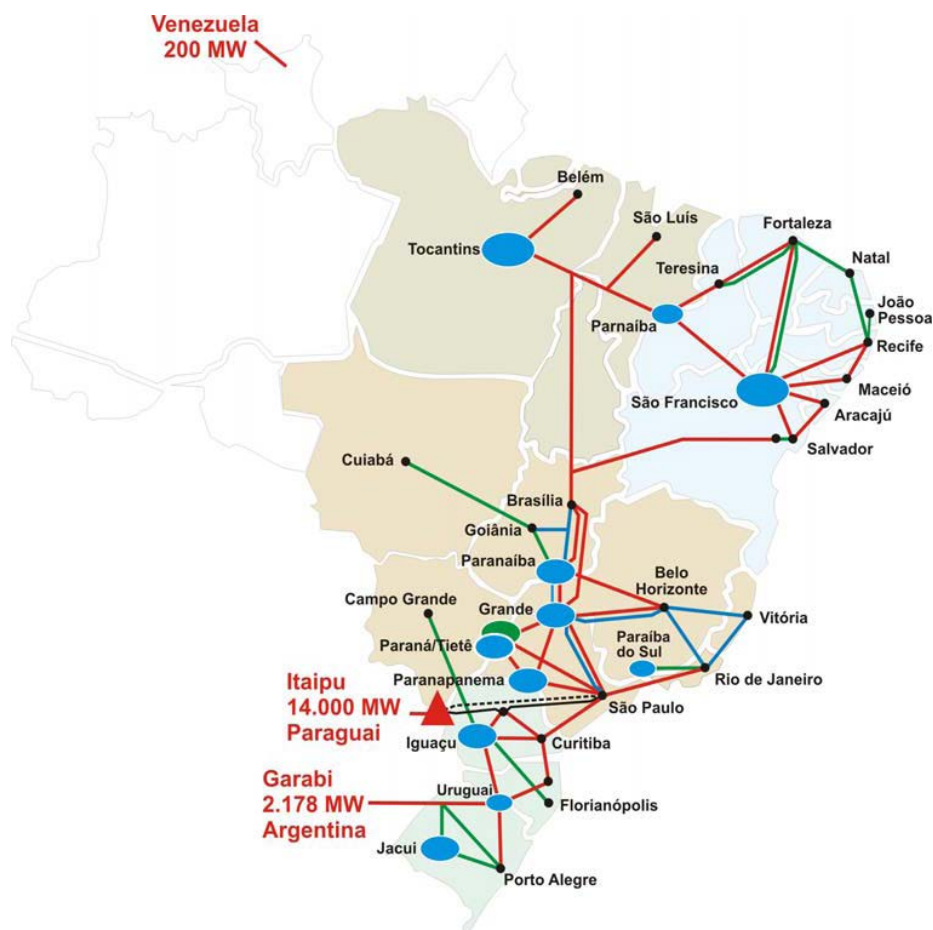 Venezuela
200 MW
Belém
São Luís
Fortaleza
Tocantins
Teresina
Natal
João
Pessoa
Parnaíba
Recife
Maceió
São Francisco
Aracajú
Salvador
Cuiabá
Brasília
Goiânia
Paranaíba
Belo
Horizonte
Campo Grande
Grande
Vitória
Paraíba
do Sul
Paraná/Tietê
Paranapanema
Rio de Janeiro
Itaipu
14.000 MW
Paraguai
São Paulo
Iguaçu
Curitiba
Garabi
2.178 MW
Argentina
Uruguai
Florianópolis
Jacui
Porto Alegre